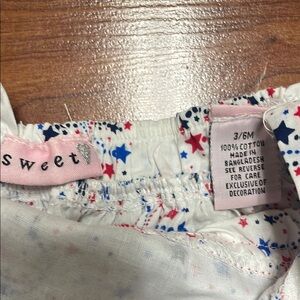 sweet
3/6M
100% COTTON
MADE IN
BANGLADESH
SEE REVERSE
FOR CARE
EXCLUSIVE OF
DECORATION